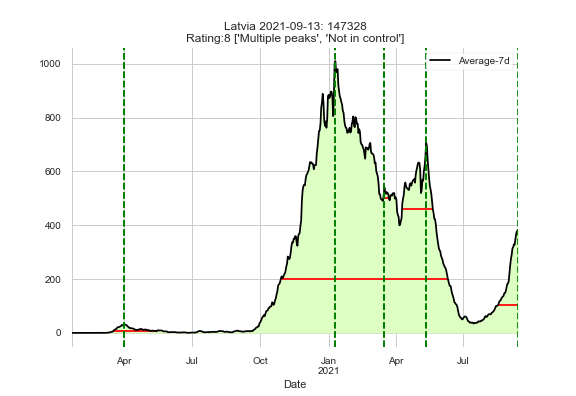 Latvia 2021-09-13: 147328
Rating:8 ['Multiple peaks', 'Not in control']
Average-7d
1000
800
600
400
200
0
Apr Jul Oct Jan Apr Jul
2021
Date